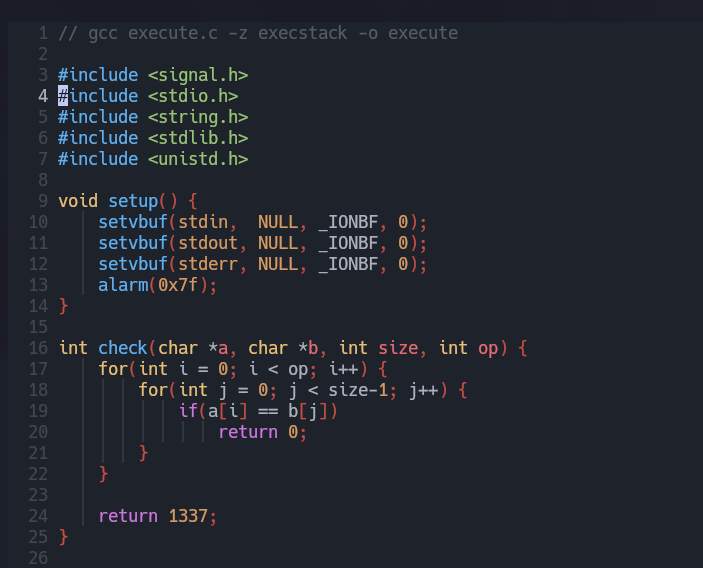 1 // gcc execute.c -z execstack -o execute
2
3 #include <signal.h>
4 #include <stdio.h>
5 #include <string.h>
6 #include <stdlib.h>
7 #include <unistd.h>
8
9 void setup() {
10     setvbuf(stdin,  NULL, _IONBF, 0);
11     setvbuf(stdout, NULL, _IONBF, 0);
12     setvbuf(stderr, NULL, _IONBF, 0);
13     alarm(0x7f);
14 }
15
16 int check(char *a, char *b, int size, int op) {
17     for(int i = 0; i < op; i++) {
18         for(int j = 0; j < size-1; j++) {
19             if(a[i] == b[j])
20                 return 0;
21         }
22     }
23
24     return 1337;
25 }
26